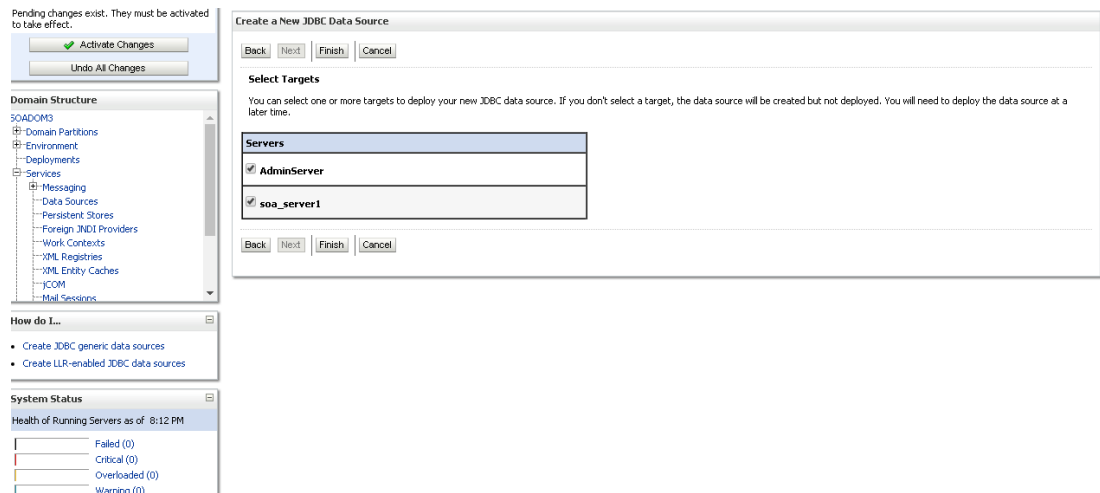 Pending changes exist. They must be activated
to take effect.
Activate Changes
Undo All Changes
Domain Structure
SOADOM3
Domain Partitions
Environment
Deployments
Services
Messaging
Data Sources
Persistent Stores
Foreign JNDI Providers
Work Contexts
XML Registries
XML Entity Caches
jCOM
Mail Sessions
How do I...
Create JDBC generic data sources
Create LLR-enabled JDBC data sources
System Status
Health of Running Servers as of 8:12 PM
Failed (0)
Critical (0)
Overloaded (0)
Warning (0)
Create a New JDBC Data Source
Back Next Finish Cancel
Select Targets
You can select one or more targets to deploy your new JDBC data source. If you don't select a target, the data source will be created but not deployed. You will need to deploy the data source at a
later time.
Servers
AdminServer
soa_server1
Back Next Finish Cancel